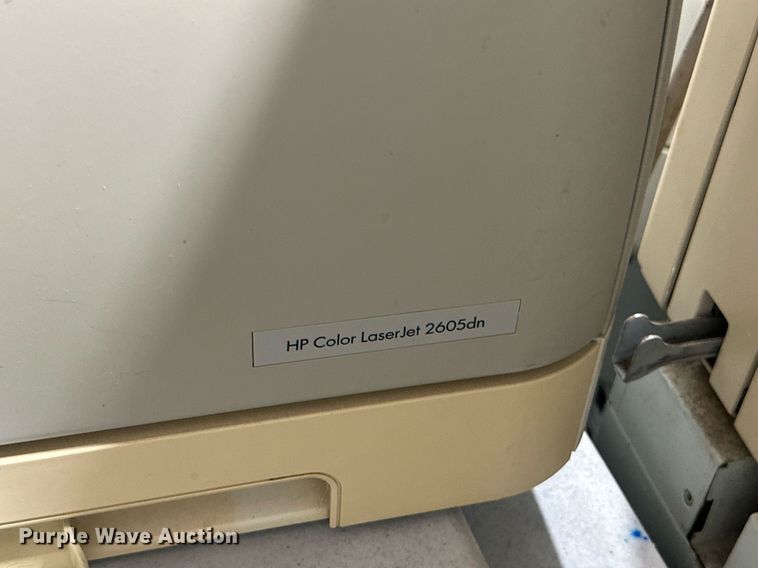 HP Color LaserJet 2605dn
Purple Wave Auction